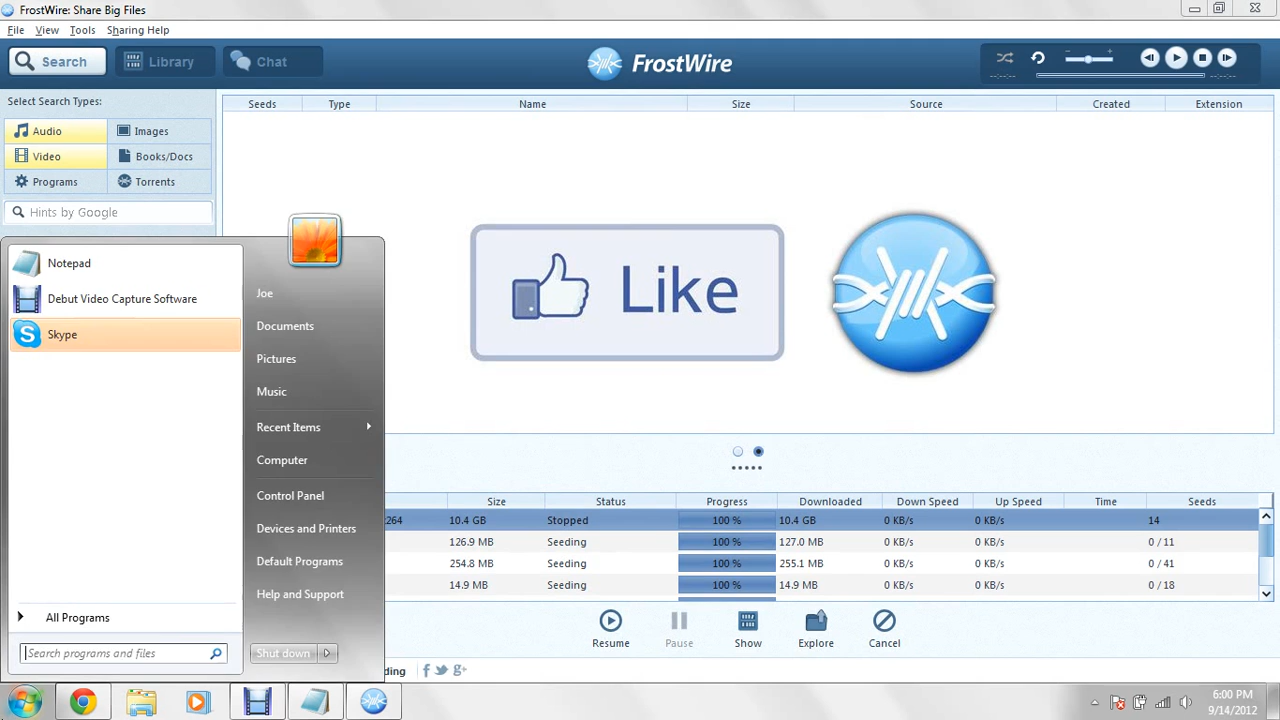 FrostWire: Share Big Files
File View Tools Sharing Help
Search Library Chat FrostWire --:--:-- --:--:--
Select Search Types:
Seeds Type Name Size Source Created Extension
Audio Images
Video Books/Docs
Programs Torrents
Hints by Google
Like
Notepad
Debut Video Capture Software
Skype
All Programs
Search programs and files
Joe
Documents
Pictures
Music
Recent Items
Computer
Control Panel
Devices and Printers
Default Programs
Help and Support
Shut down
Size Status Progress Downloaded Down Speed Up Speed Time Seeds
264 10.4 GB Stopped 100 % 10.4 GB 0 KB/s 0 KB/s 14
126.9 MB Seeding 100 % 127.0 MB 0 KB/s 0 KB/s 0 / 11
254.8 MB Seeding 100 % 255.1 MB 0 KB/s 0 KB/s 0 / 41
14.9 MB Seeding 100 % 14.9 MB 0 KB/s 0 KB/s 0 / 18
Resume Pause Show Explore Cancel
ding
6:00 PM
9/14/2012